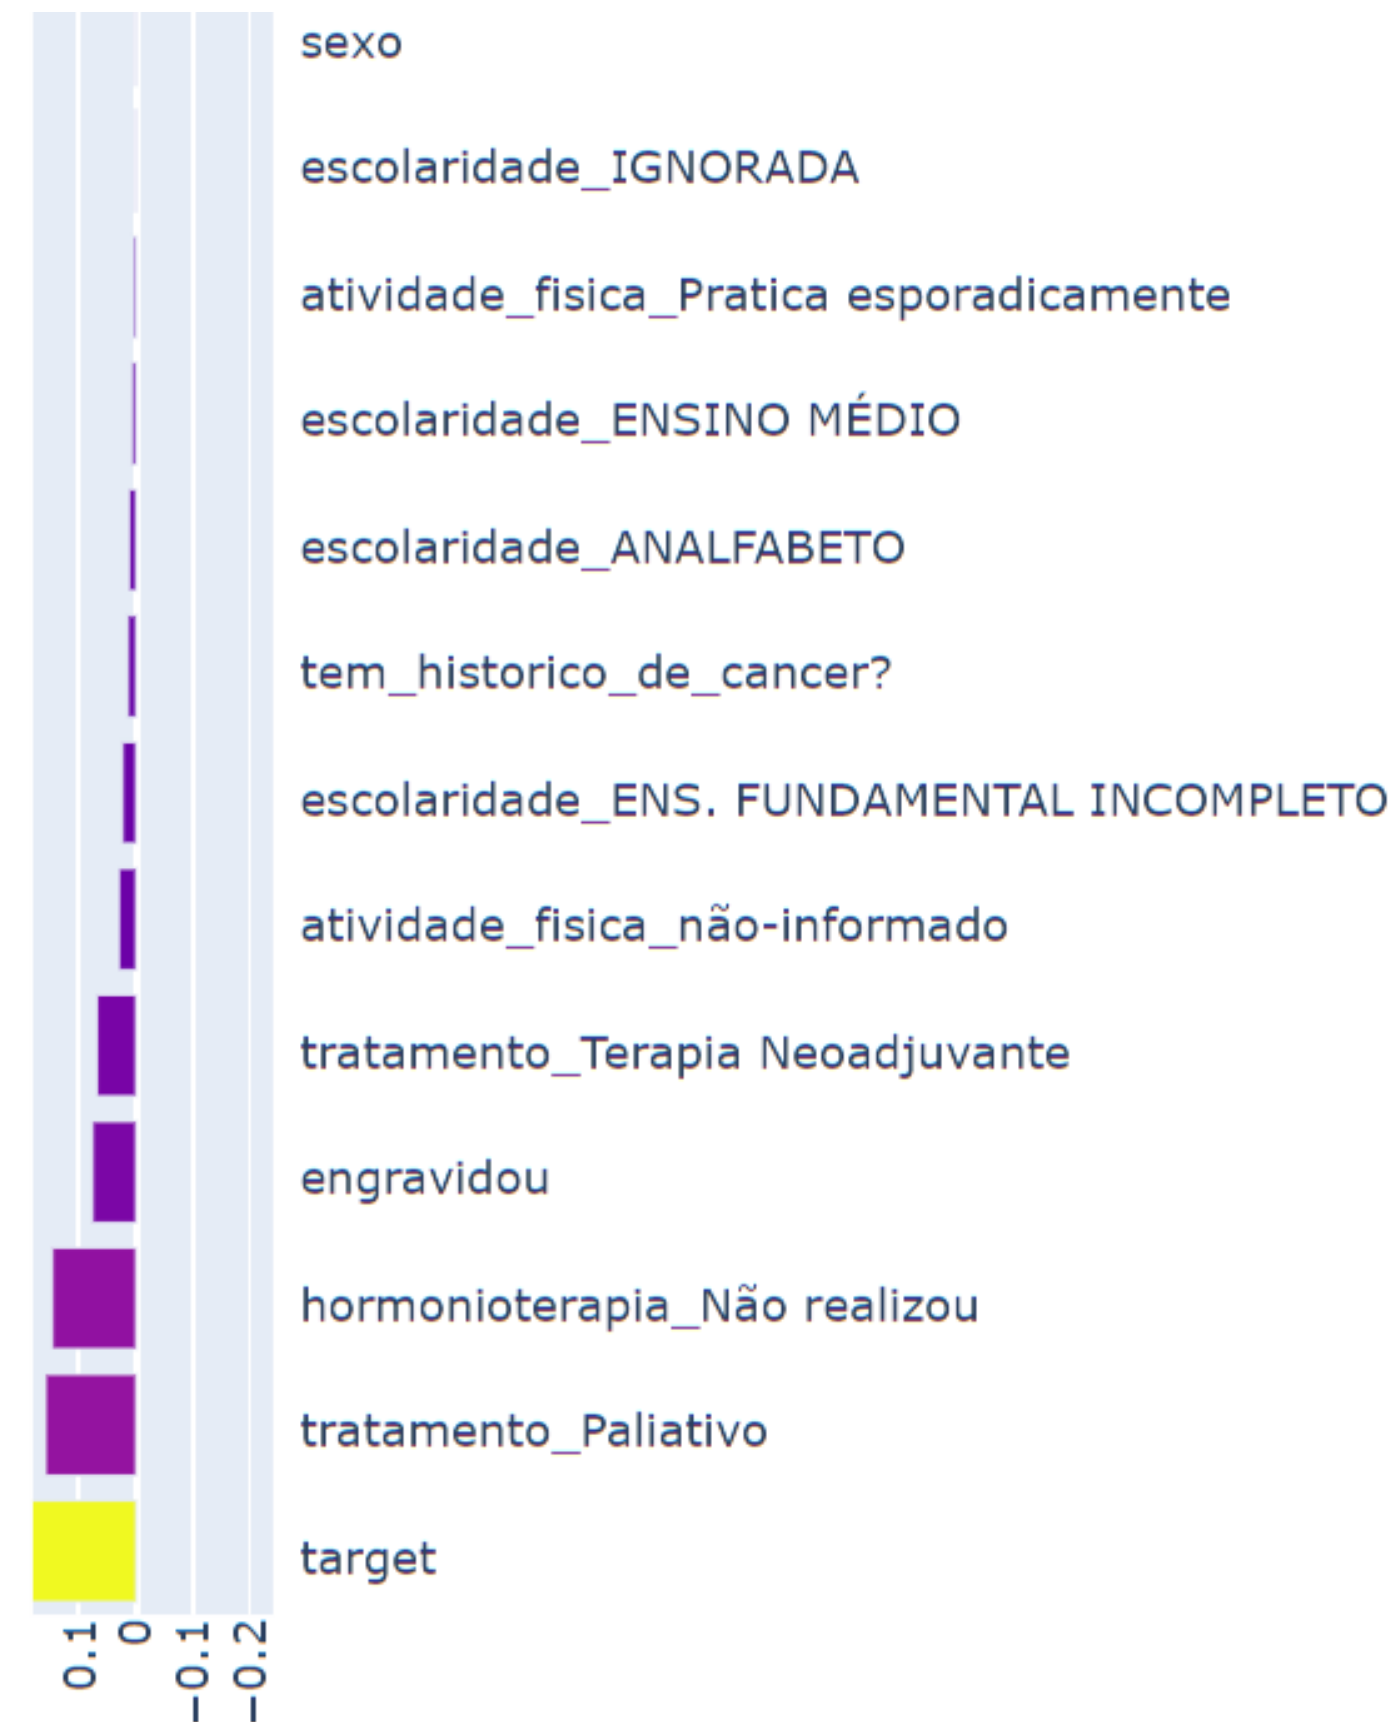 sexo
escolaridade_IGNORADA
atividade_fisica_Pratica esporadicamente
escolaridade_ENSINO MÉDIO
escolaridade_ANALFABETO
tem_historico_de_cancer?
escolaridade_ENS. FUNDAMENTAL INCOMPLETO
atividade_fisica_não-informado
tratamento_Terapia Neoadjuvante
engravidou
hormonioterapia_Não realizou
tratamento_Paliativo
target
0.1
0
−0.1
−0.2